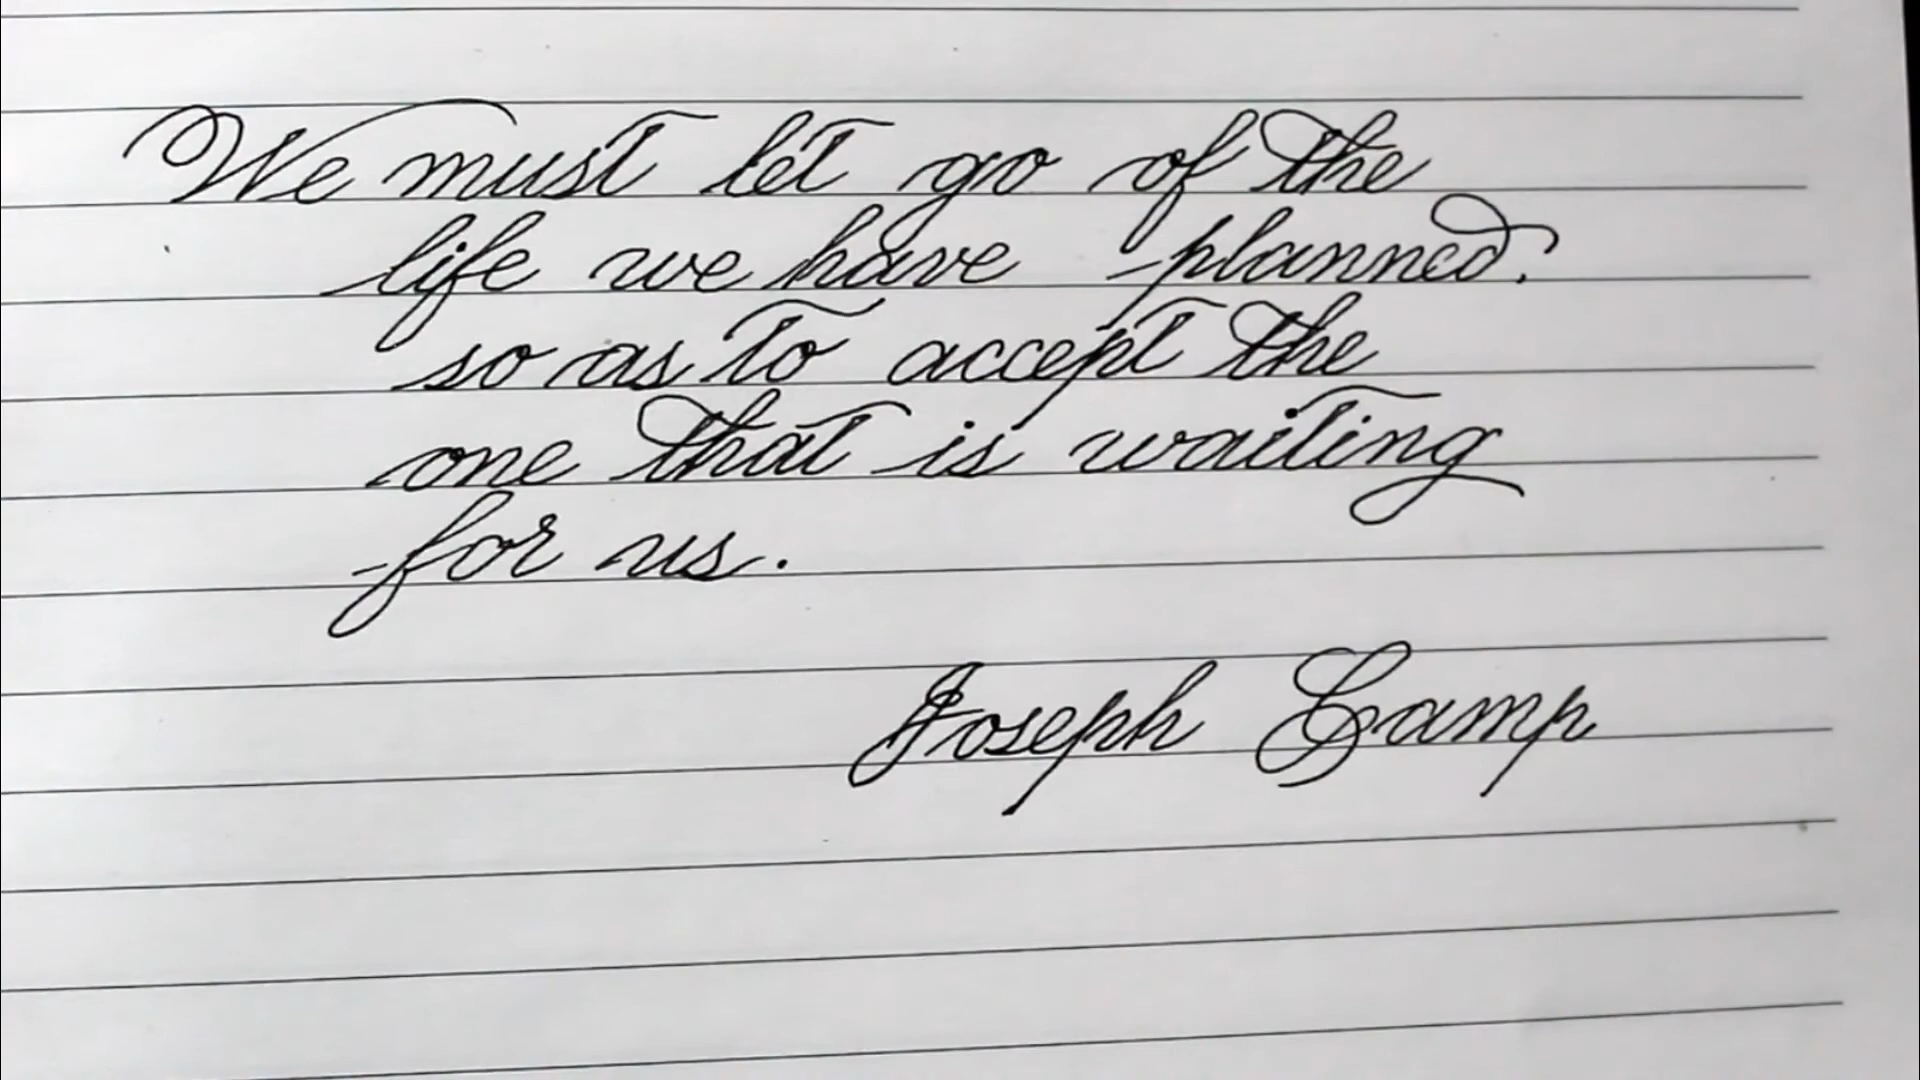 We must let go of the
life we have planned.
so as to accept the
one that is waiting
for us.
Joseph Camp